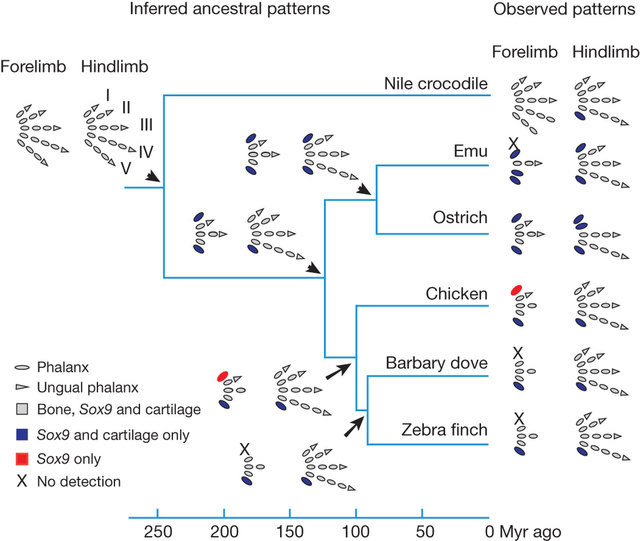 Inferred ancestral patterns
Observed patterns
Forelimb Hindlimb
Forelimb Hindlimb
I
II
III
IV
V
Nile crocodile
X
Emu
Ostrich
Chicken
X
Barbary dove
X
Zebra finch
X
Phalanx
Ungual phalanx
Bone, Sox9 and cartilage
Sox9 and cartilage only
Sox9 only
X No detection
250 200 150 100 50 0 Myr ago